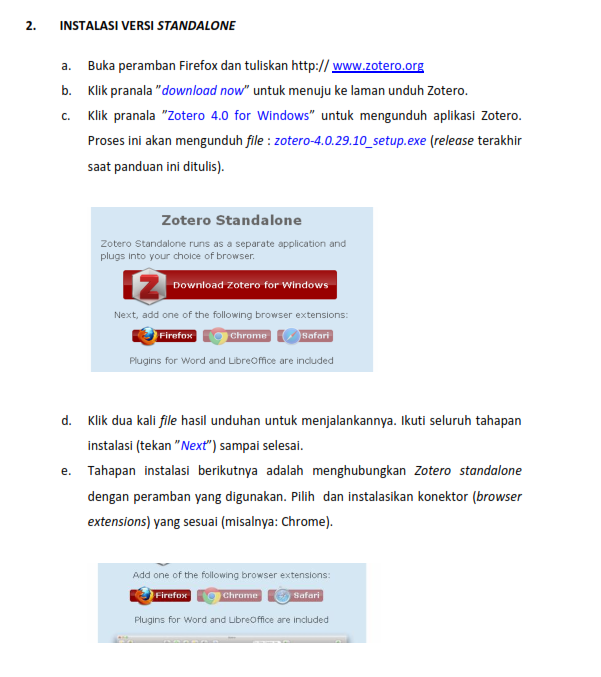 2. INSTALASI VERSI STANDALONE
a. Buka peramban Firefox dan tuliskan http:// www.zotero.org
b. Klik pranala "download now" untuk menuju ke laman unduh Zotero.
c. Klik pranala "Zotero 4.0 for Windows" untuk mengunduh aplikasi Zotero.
Proses ini akan mengunduh file : zotero-4.0.29.10_setup.exe (release terakhir
saat panduan ini ditulis).
Zotero Standalone
Zotero Standalone runs as a separate application and
plugs into your choice of browser.
Z Download Zotero for Windows
Next, add one of the following browser extensions:
Firefox Chrome Safari
Plugins for Word and LibreOffice are included
d. Klik dua kali file hasil unduhan untuk menjalankannya. Ikuti seluruh tahapan
instalasi (tekan "Next") sampai selesai.
e. Tahapan instalasi berikutnya adalah menghubungkan Zotero standalone
dengan peramban yang digunakan. Pilih dan instalasikan konektor (browser
extensions) yang sesuai (misalnya: Chrome).
Add one of the following browser extensions:
Firefox Chrome Safari
Plugins for Word and LibreOffice are included